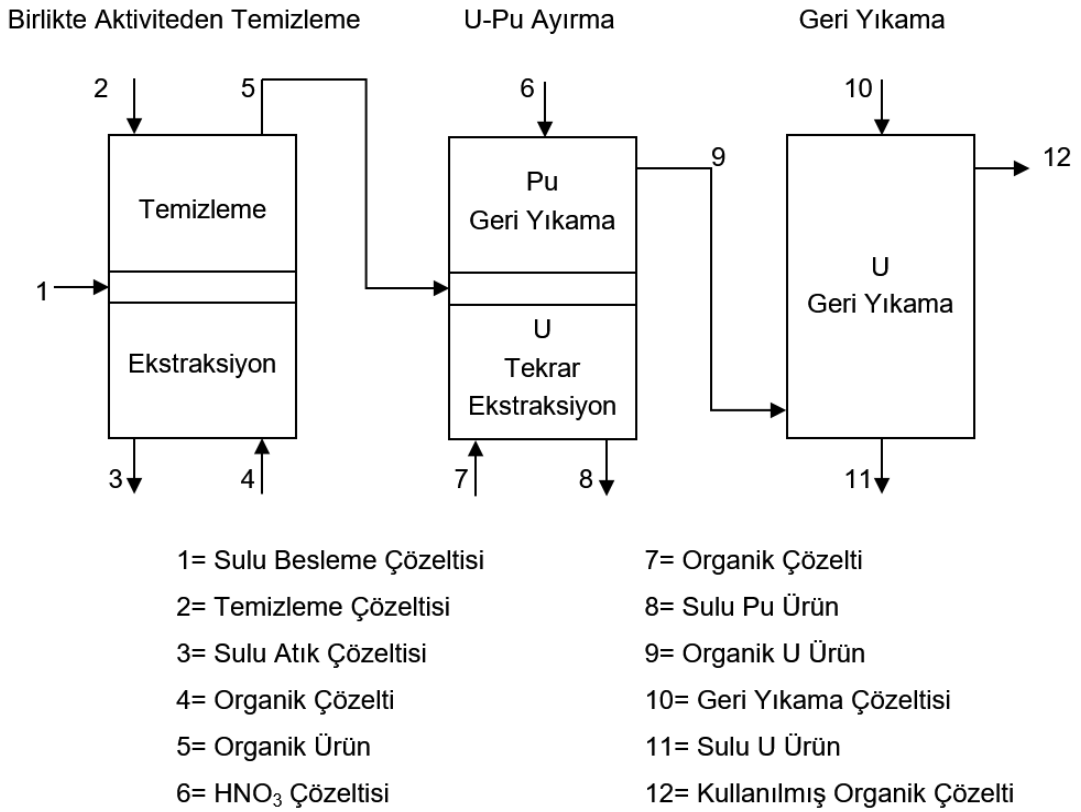 Birlikte Aktiviteden Temizleme
U-Pu Ayırma
Geri Yıkama
2
5
6
10
9
12
Temizleme
Pu
Geri Yıkama
1
U
Geri Yıkama
Ekstraksiyon
U
Tekrar
Ekstraksiyon
3
4
7
8
11
1= Sulu Besleme Çözeltisi
2= Temizleme Çözeltisi
3= Sulu Atık Çözeltisi
4= Organik Çözelti
5= Organik Ürün
6= HNO₃ Çözeltisi
7= Organik Çözelti
8= Sulu Pu Ürün
9= Organik U Ürün
10= Geri Yıkama Çözeltisi
11= Sulu U Ürün
12= Kullanılmış Organik Çözelti